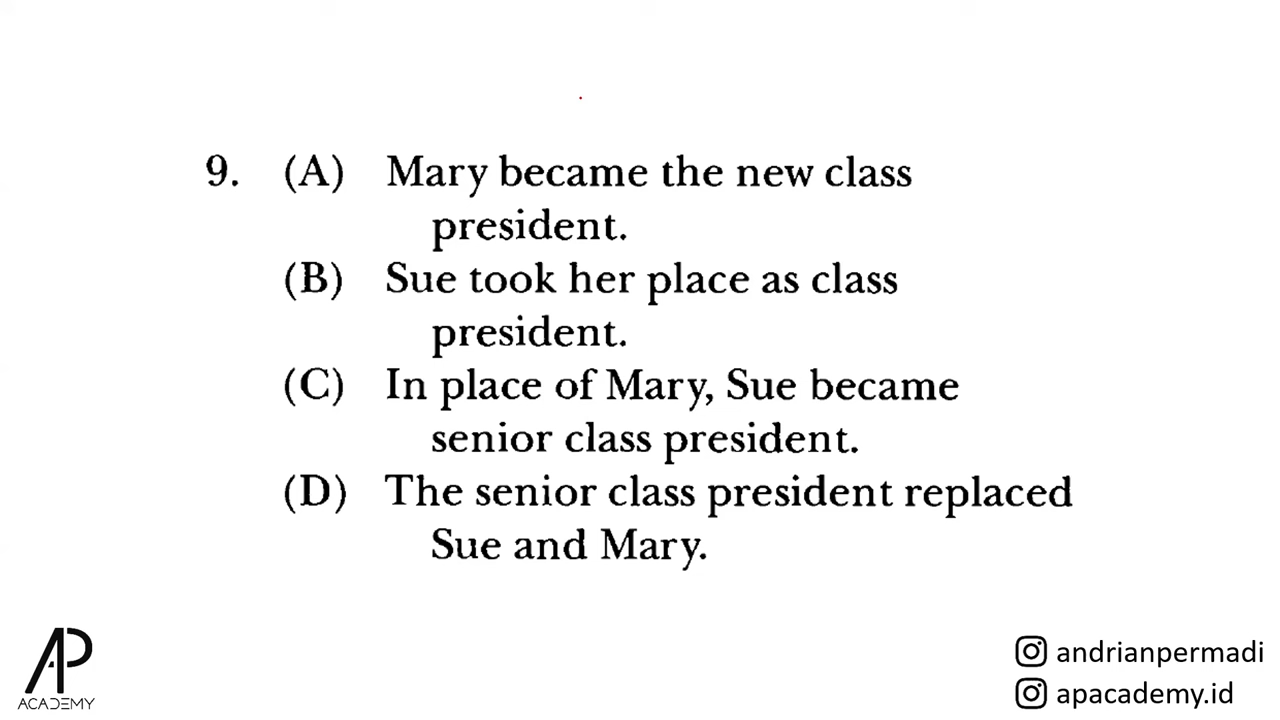 9. (A) Mary became the new class
president.
(B) Sue took her place as class
president.
(C) In place of Mary, Sue became
senior class president.
(D) The senior class president replaced
Sue and Mary.
AP
ACADEMY
andrianpermadi
apacademy.id